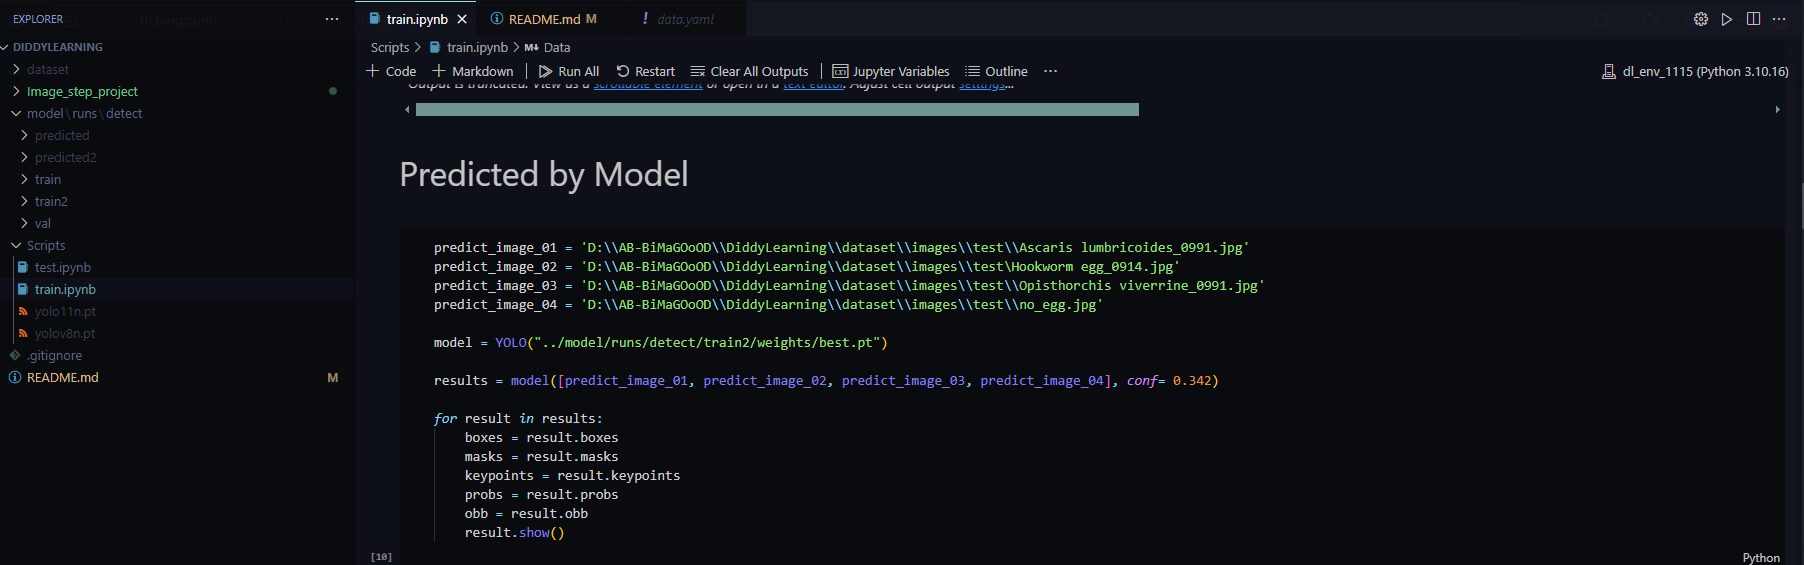 EXPLORER
train.ipynb
README.md M
! data.yaml
DIDDYLEARNING
Scripts > train.ipynb > M↓ Data
dataset
Code
Markdown
Run All
Restart
Clear All Outputs
Jupyter Variables
Outline
dl_env_1115 (Python 3.10.16)
Output is truncated. View as a scrollable element or open in a text editor. Adjust cell output settings...
Image_step_project
model\runs\detect
predicted
predicted2
train
train2
val
Scripts
test.ipynb
train.ipynb
yolo11n.pt
yolov8n.pt
.gitignore
README.md M
Predicted by Model
predict_image_01 = 'D:\\AB-BiMaGOoOD\\DiddyLearning\\dataset\\images\\test\\Ascaris lumbricoides_0991.jpg'
predict_image_02 = 'D:\\AB-BiMaGOoOD\\DiddyLearning\\dataset\\images\\test\Hookworm egg_0914.jpg'
predict_image_03 = 'D:\\AB-BiMaGOoOD\\DiddyLearning\\dataset\\images\\test\\Opisthorchis viverrine_0991.jpg'
predict_image_04 = 'D:\\AB-BiMaGOoOD\\DiddyLearning\\dataset\\images\\test\\no_egg.jpg'
model = YOLO("../model/runs/detect/train2/weights/best.pt")
results = model([predict_image_01, predict_image_02, predict_image_03, predict_image_04], conf= 0.342)
for result in results:
boxes = result.boxes
masks = result.masks
keypoints = result.keypoints
probs = result.probs
obb = result.obb
result.show()
[10]
Python